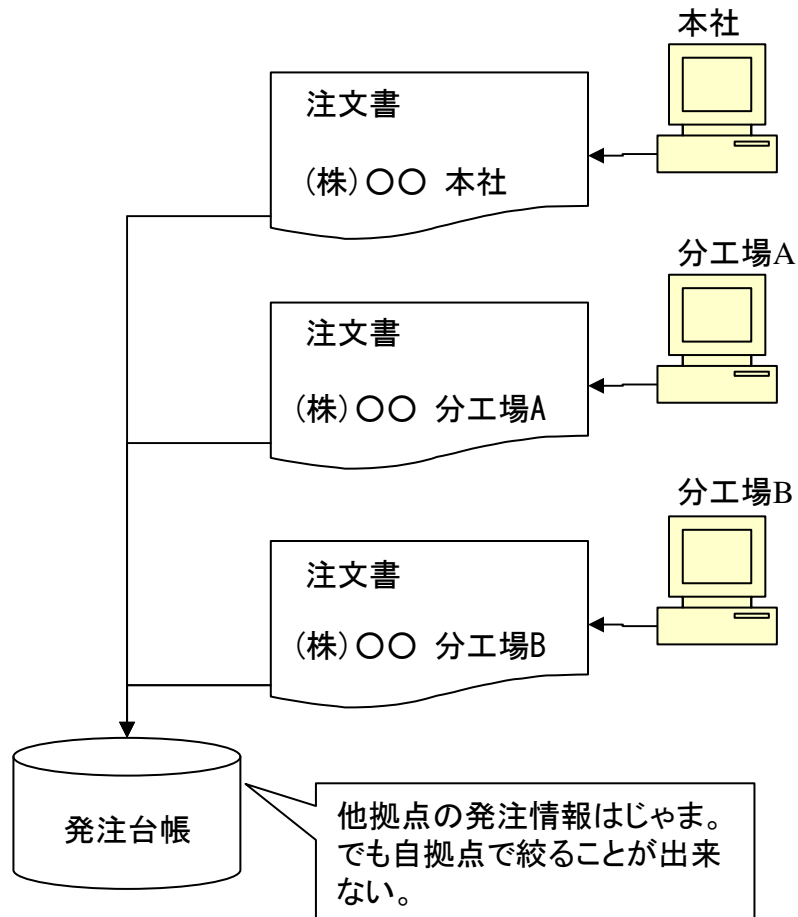 本社
注文書
(株)〇〇 本社
分工場A
注文書
(株)〇〇 分工場A
分工場B
注文書
(株)〇〇 分工場B
発注台帳
他拠点の発注情報はじゃま。
でも自拠点で絞ることが出来
ない。